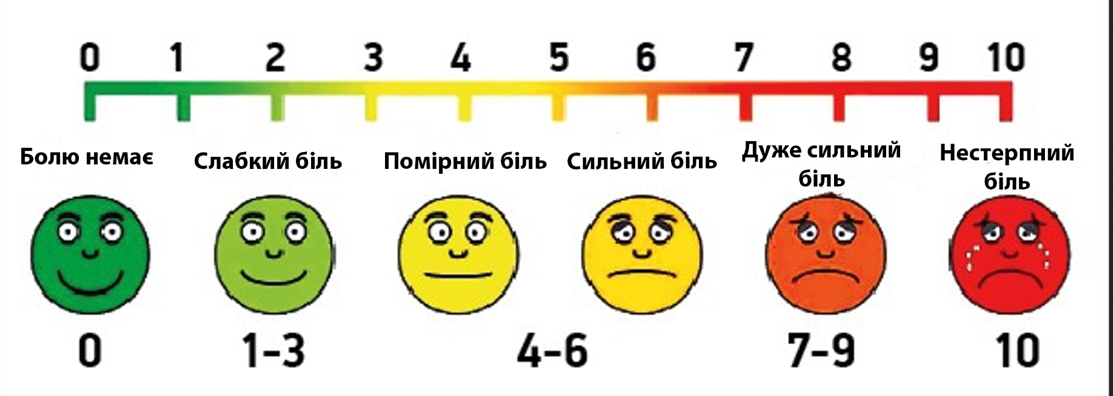 0 1 2 3 4 5 6 7 8 9 10
Болю немає
Слабкий біль
Помірний біль
Сильний біль
Дуже сильний
біль
Нестерпний
біль
0 1-3 4-6 7-9 10